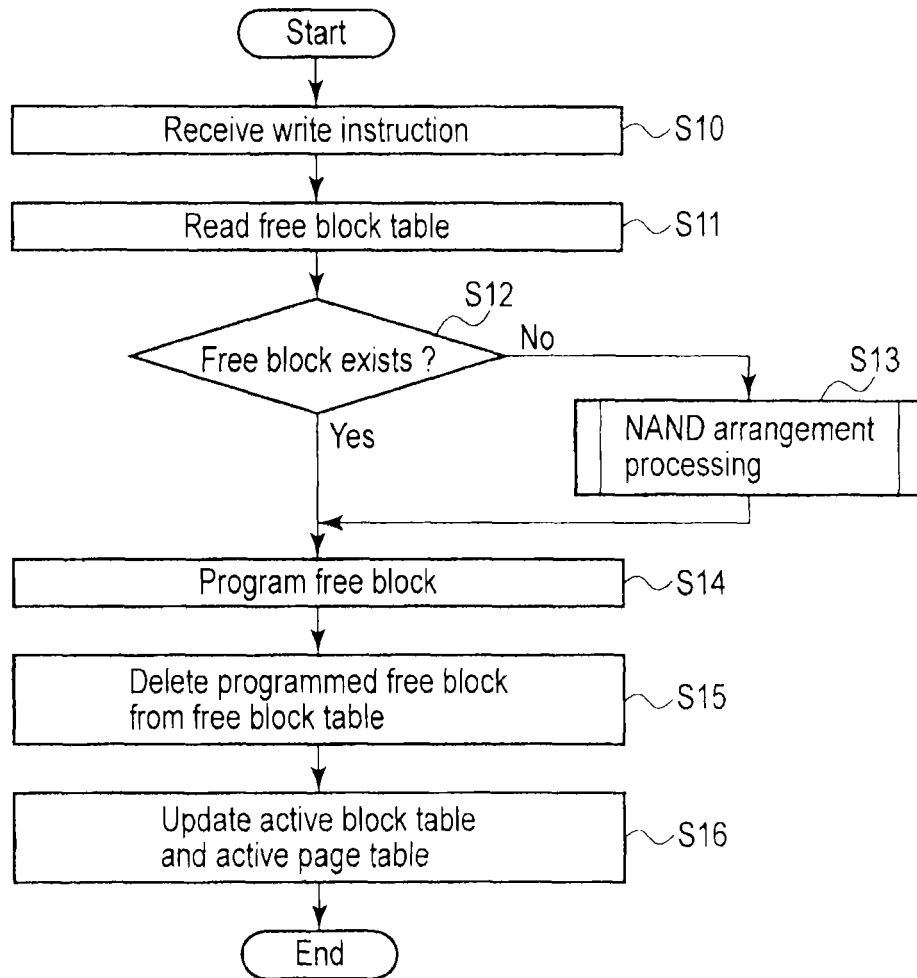 Start
Receive write instruction
S10
Read free block table
S11
S12
Free block exists ?
No
Yes
S13
NAND arrangement
processing
Program free block
S14
Delete programmed free block
from free block table
S15
Update active block table
and active page table
S16
End